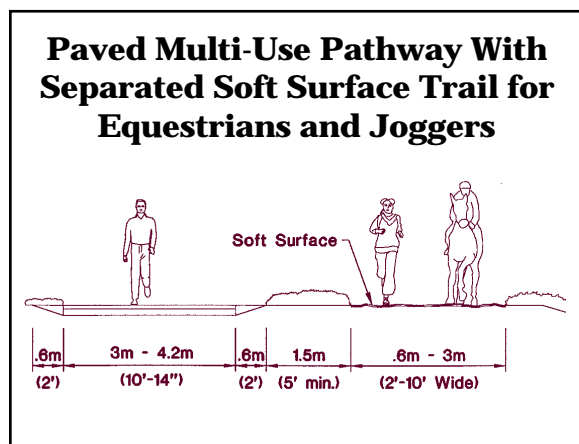 Paved Multi-Use Pathway With
Separated Soft Surface Trail for
Equestrians and Joggers
Soft Surface
.6m 3m - 4.2m .6m 1.5m .6m - 3m
(2') (10'-14") (2') (5' min.) (2'-10' Wide)